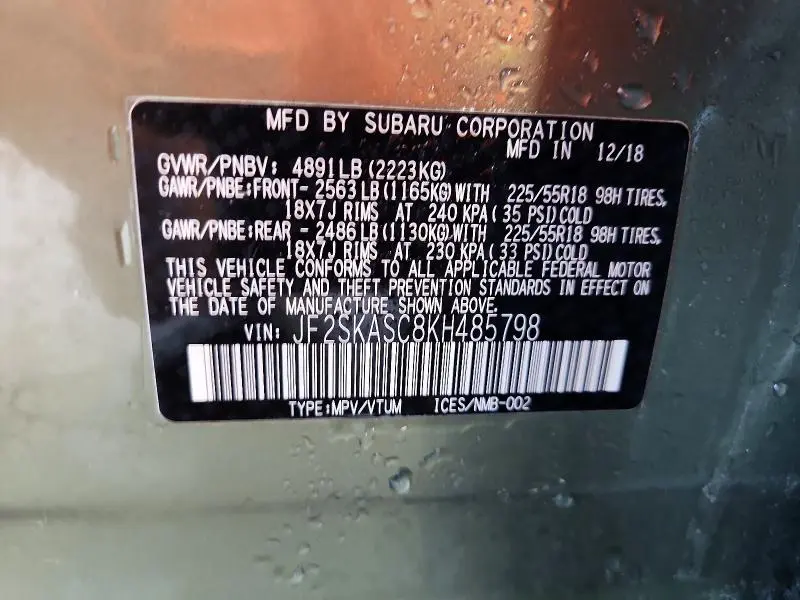 MFD BY SUBARU CORPORATION
MFD IN 12/18
GVWR/PNBV: 4891LB(2223KG)
GAWR/PNBE:FRONT-2563LB(1165KG)WITH 225/55R18 98H TIRES,
18X7J RIMS AT 240 KPA(35 PSI)COLD
GAWR/PNBE:REAR -2486LB(1130KG)WITH 225/55R18 98H TIRES,
18X7J RIMS AT 230 KPA(33 PSI)COLD
THIS VEHICLE CONFORMS TO ALL APPLICABLE FEDERAL MOTOR
VEHICLE SAFETY AND THEFT PREVENTION STANDARDS IN EFFECT ON
THE DATE OF MANUFACTURE SHOWN ABOVE.
VIN: JF2SKASC8KH485798
TYPE:MPV/VTUM ICES/NMB-002